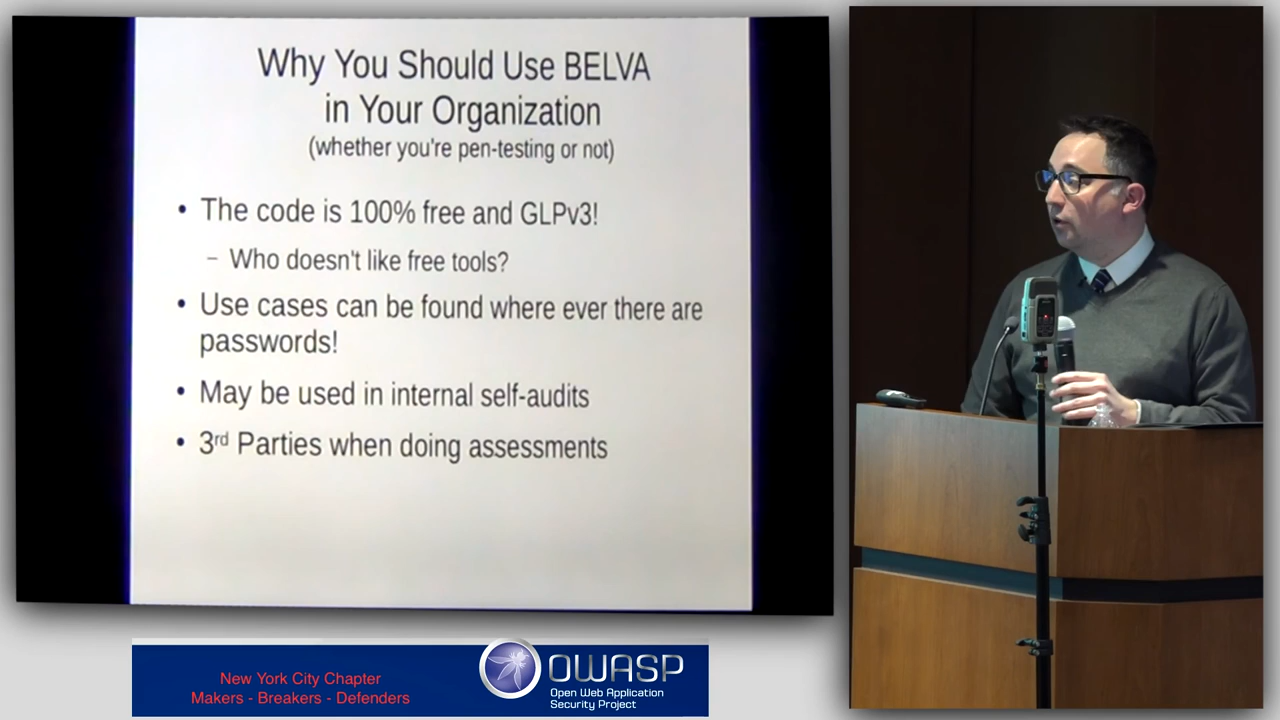 Why You Should Use BELVA
in Your Organization
(whether you're pen-testing or not)
• The code is 100% free and GLPv3!
– Who doesn't like free tools?
• Use cases can be found where ever there are
passwords!
• May be used in internal self-audits
• 3rd Parties when doing assessments
New York City Chapter
Makers - Breakers - Defenders
OWASP
Open Web Application
Security Project